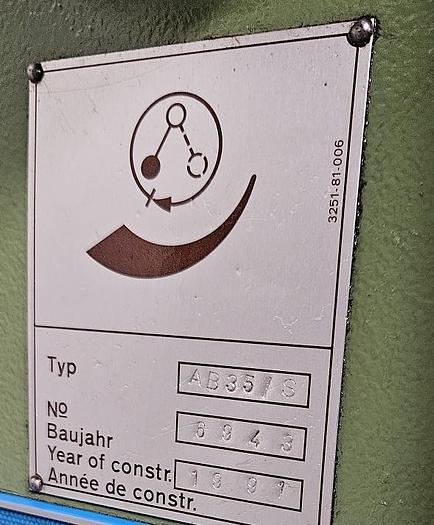 3251-81-006
Typ AB35/S
Nº 6943
Baujahr
Year of constr. 1991
Année de constr.